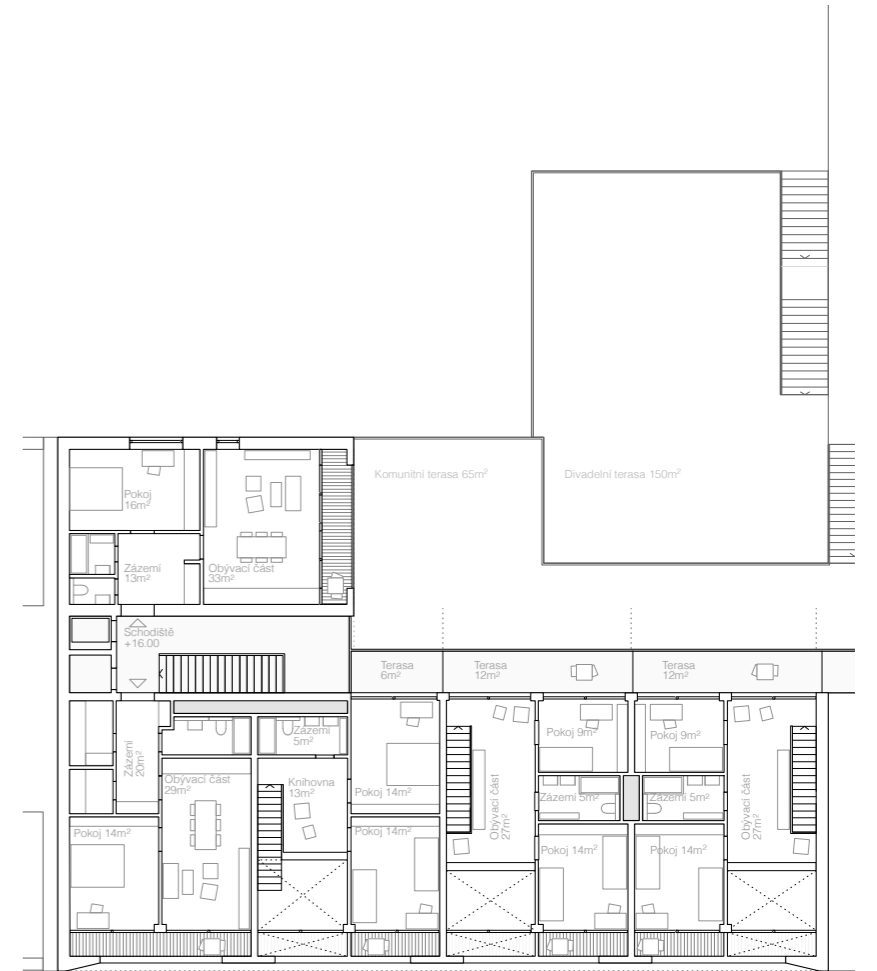 Komunitní terasa 65m²
Divadelní terasa 150m²
Pokoj
16m²
Zázemí
13m²
Obývací část
33m²
Schodiště
+16.00
Terasa
6m²
Terasa
12m²
Terasa
12m²
Zázemí
20m²
Zázemí
5m²
Pokoj 9m²
Pokoj 9m²
Obývací část
29m²
Knihovna
13m²
Pokoj 14m²
Obývací část
27m²
Zázemí 5m²
Zázemí 5m²
Obývací část
27m²
Pokoj 14m²
Pokoj 14m²
Pokoj 14m²
Pokoj 14m²